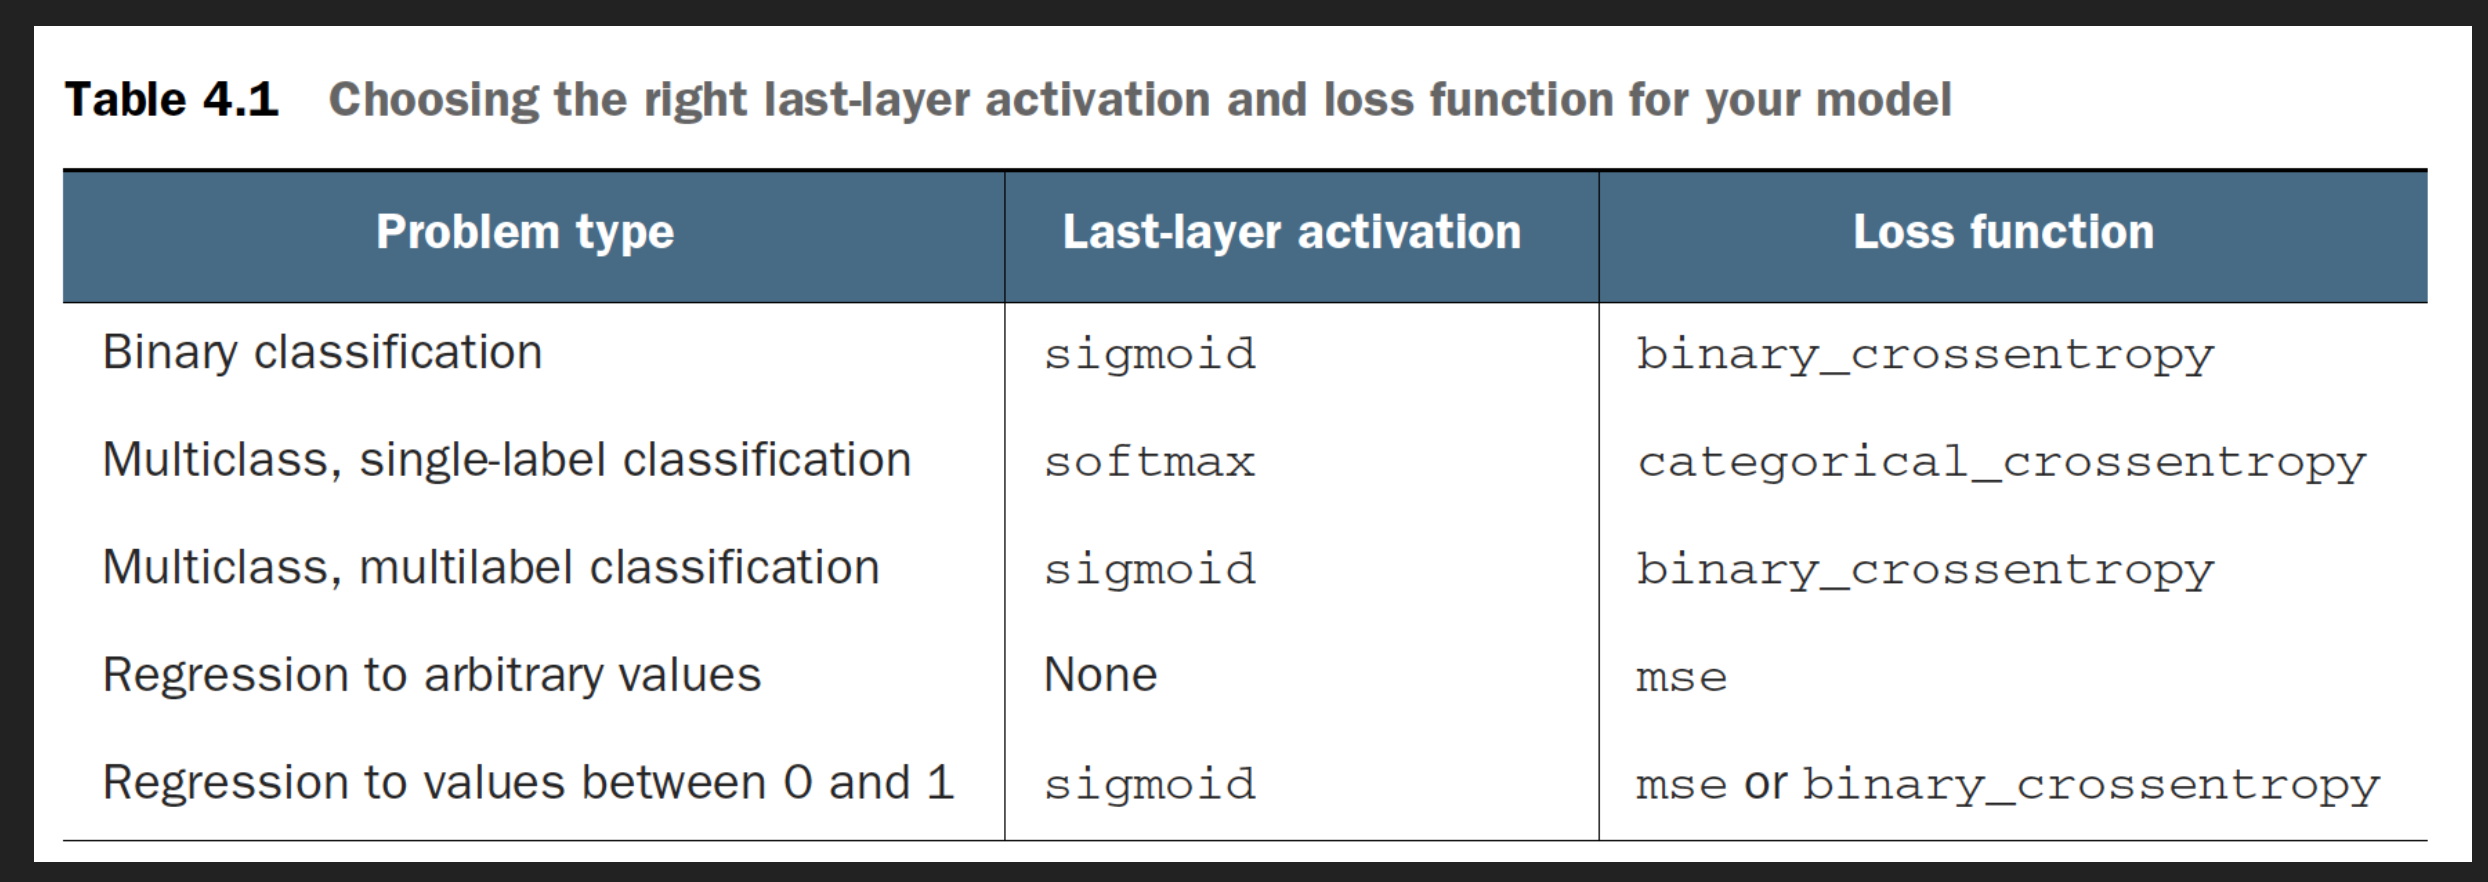 Table 4.1 Choosing the right last-layer activation and loss function for your model
Problem type Last-layer activation Loss function
Binary classification sigmoid binary_crossentropy
Multiclass, single-label classification softmax categorical_crossentropy
Multiclass, multilabel classification sigmoid binary_crossentropy
Regression to arbitrary values None mse
Regression to values between 0 and 1 sigmoid mse or binary_crossentropy